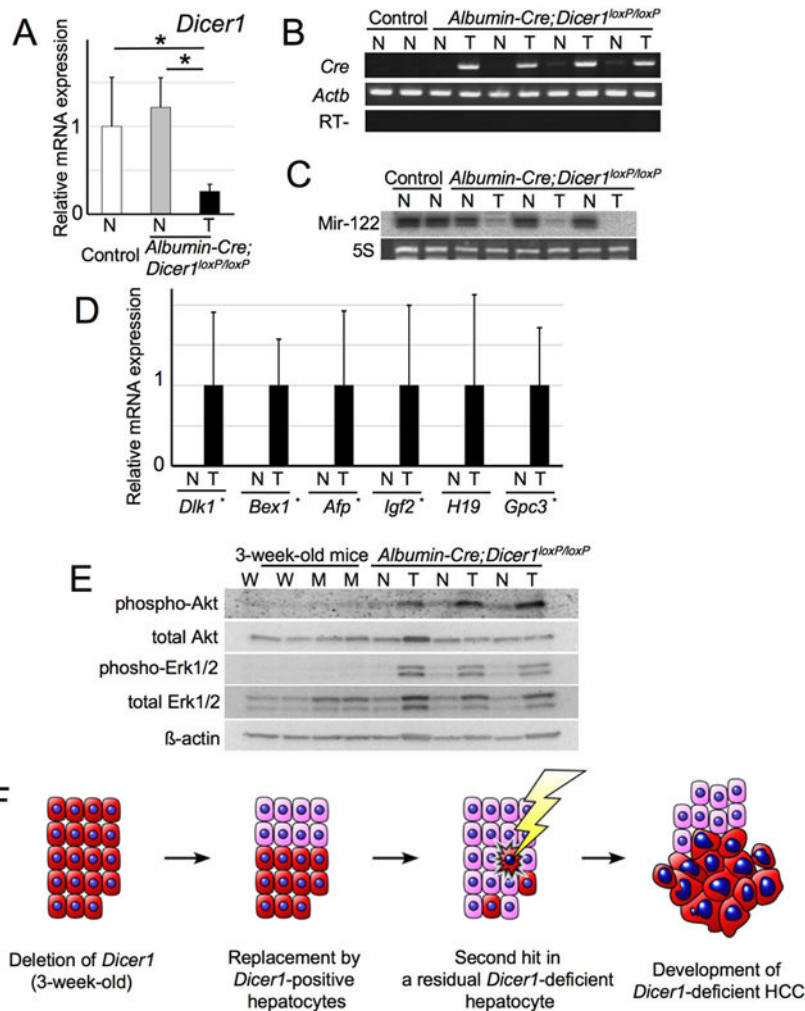 A
Dicer1
Relative mRNA expression
1
0
*
*
N
N
T
Control
Albumin-Cre;
Dicer1loxP/loxP
B
Control
Albumin-Cre;Dicer1loxP/loxP
N N N T N T N T N T
Cre
Actb
RT-
C
Control
Albumin-Cre;Dicer1loxP/loxP
N N N T N T N T
Mir-122
5S
D
Relative mRNA expression
1
0
N T N T N T N T N T N T
Dlk1 * Bex1 * Afp * Igf2 * H19 Gpc3 *
E
3-week-old mice
Albumin-Cre;Dicer1loxP/loxP
W W M M N T N T N T
phospho-Akt
total Akt
phosho-Erk1/2
total Erk1/2
ß-actin
F
Deletion of Dicer1
(3-week-old)
Replacement by
Dicer1-positive
hepatocytes
Second hit in
a residual Dicer1-deficient
hepatocyte
Development of
Dicer1-deficient HCC